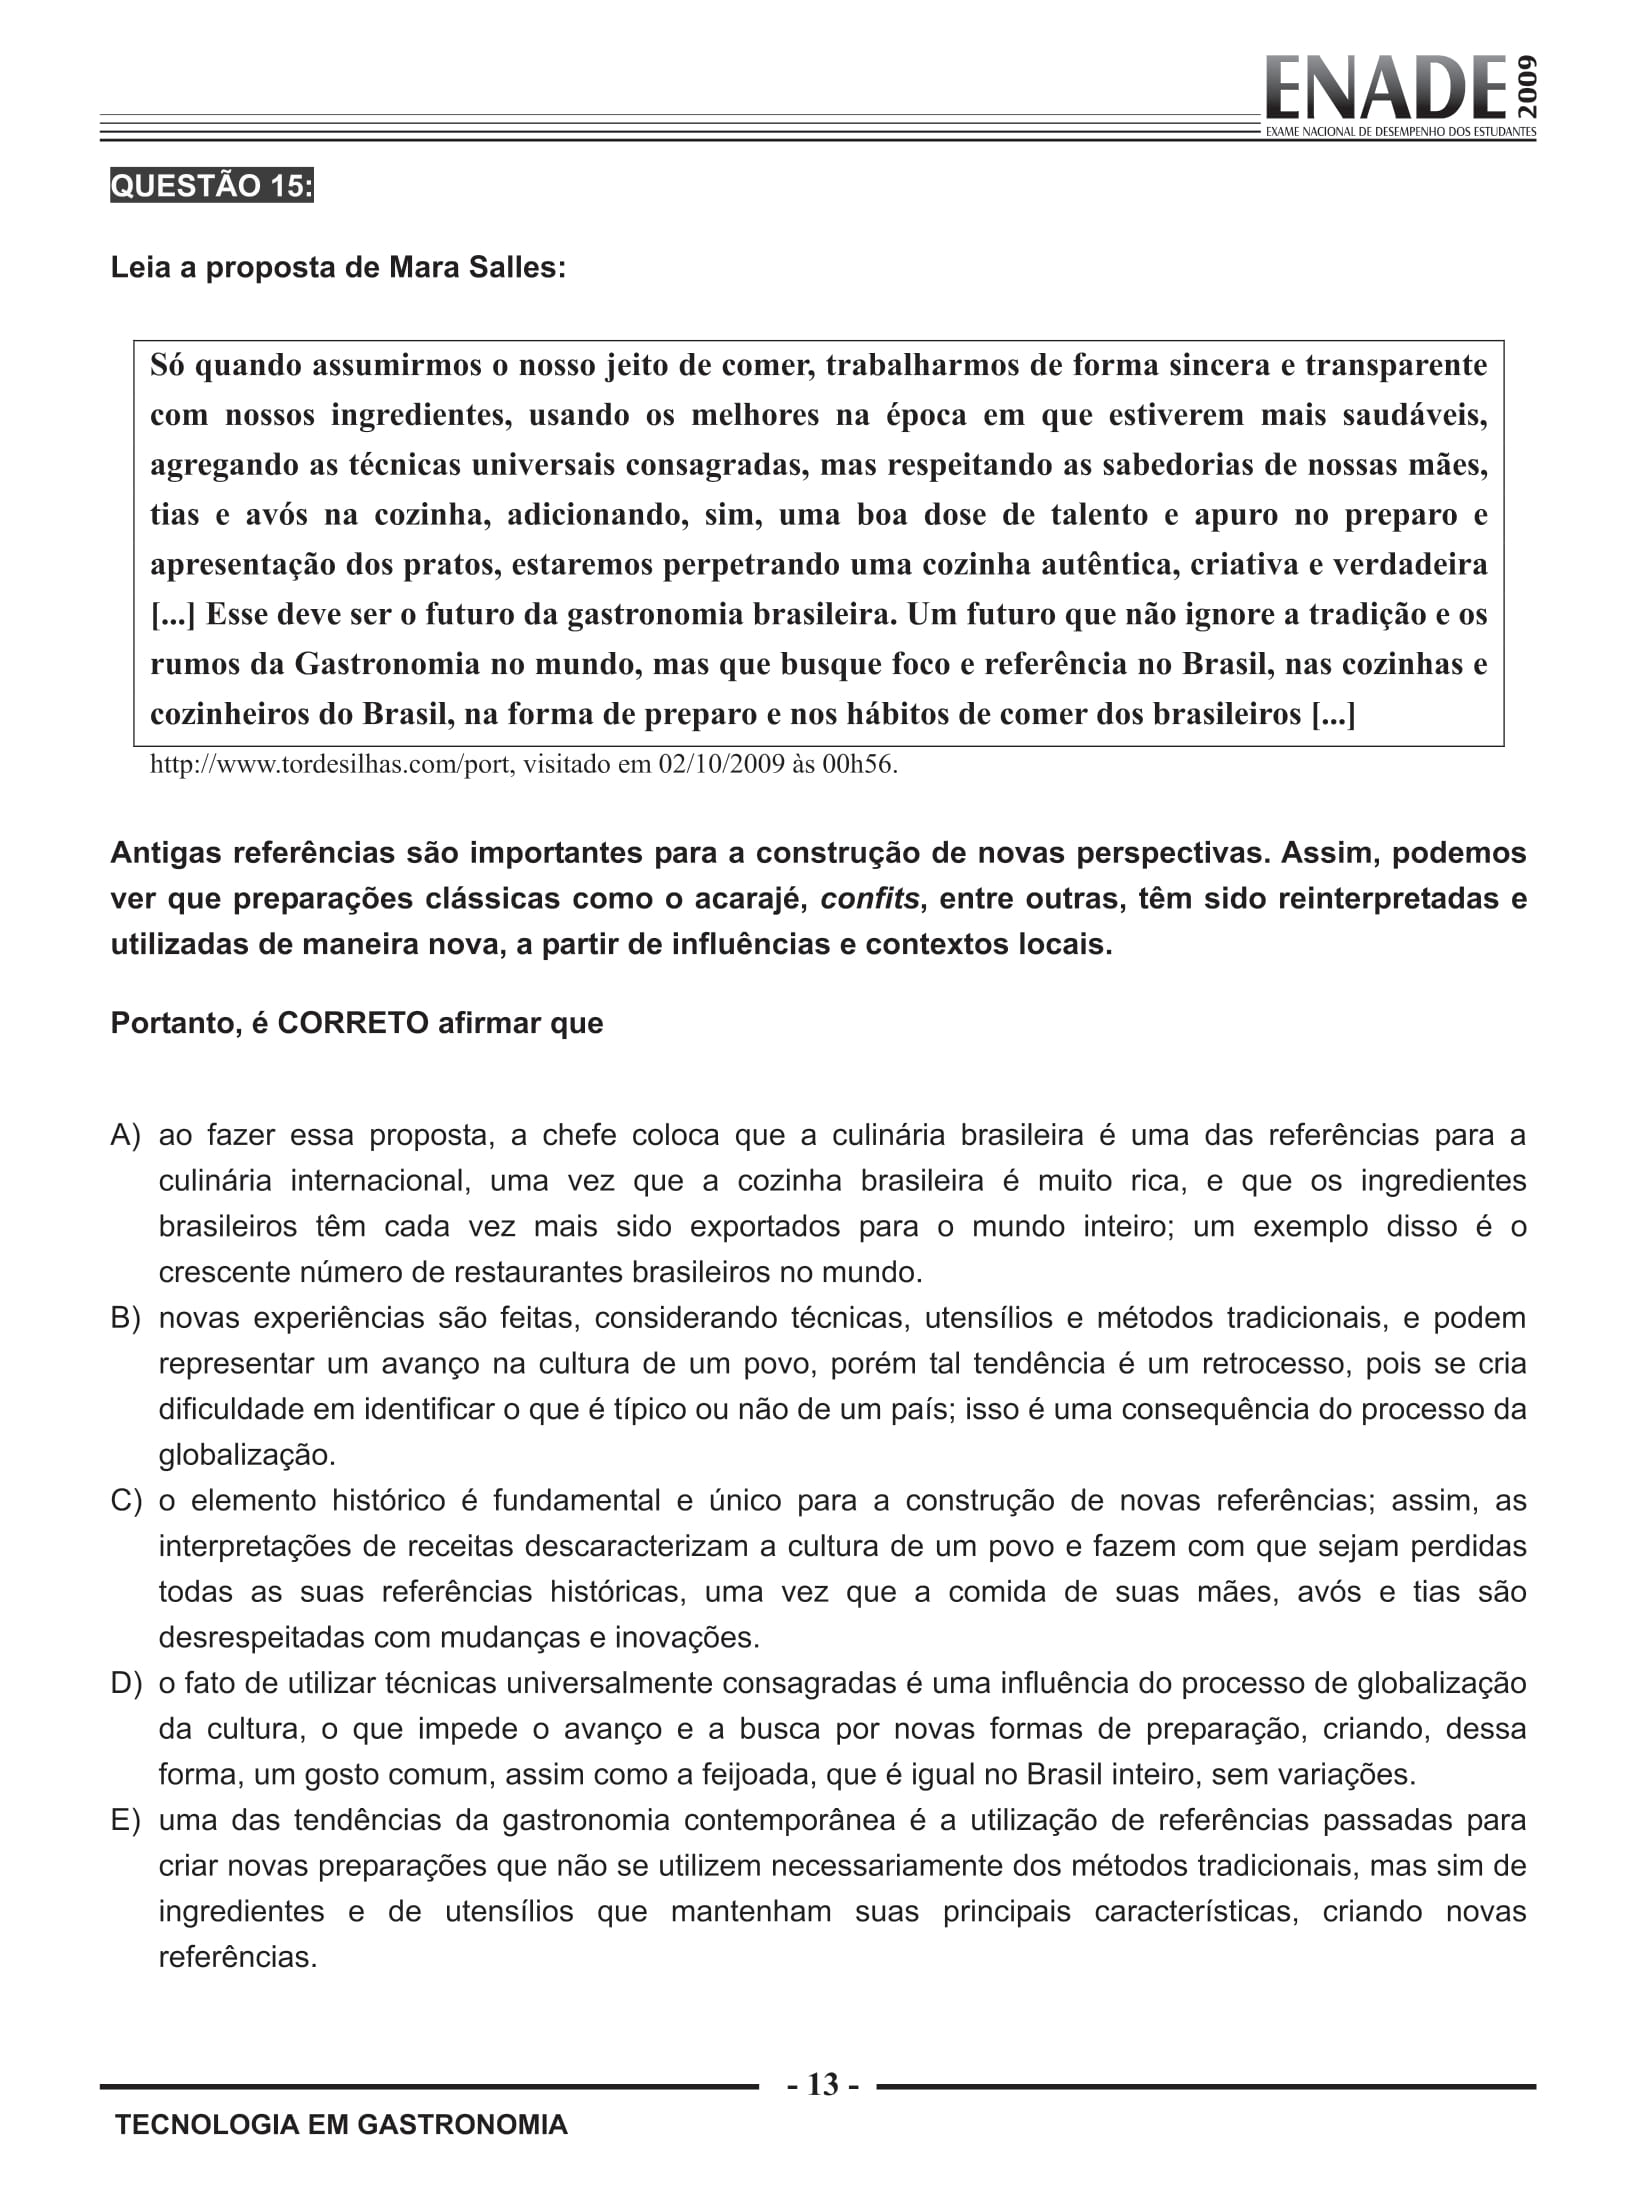 ENADE 2009
EXAME NACIONAL DE DESEMPENHO DOS ESTUDANTES
QUESTÃO 15:
Leia a proposta de Mara Salles:
Só quando assumirmos o nosso jeito de comer, trabalharmos de forma sincera e transparente
com nossos ingredientes, usando os melhores na época em que estiverem mais saudáveis,
agregando as técnicas universais consagradas, mas respeitando as sabedorias de nossas mães,
tias e avós na cozinha, adicionando, sim, uma boa dose de talento e apuro no preparo e
apresentação dos pratos, estaremos perpetrando uma cozinha autêntica, criativa e verdadeira
[...] Esse deve ser o futuro da gastronomia brasileira. Um futuro que não ignore a tradição e os
rumos da Gastronomia no mundo, mas que busque foco e referência no Brasil, nas cozinhas e
cozinheiros do Brasil, na forma de preparo e nos hábitos de comer dos brasileiros [...]
http://www.tordesilhas.com/port, visitado em 02/10/2009 às 00h56.
Antigas referências são importantes para a construção de novas perspectivas. Assim, podemos
ver que preparações clássicas como o acarajé, confits, entre outras, têm sido reinterpretadas e
utilizadas de maneira nova, a partir de influências e contextos locais.
Portanto, é CORRETO afirmar que
A) ao fazer essa proposta, a chefe coloca que a culinária brasileira é uma das referências para a
culinária internacional, uma vez que a cozinha brasileira é muito rica, e que os ingredientes
brasileiros têm cada vez mais sido exportados para o mundo inteiro; um exemplo disso é o
crescente número de restaurantes brasileiros no mundo.
B) novas experiências são feitas, considerando técnicas, utensílios e métodos tradicionais, e podem
representar um avanço na cultura de um povo, porém tal tendência é um retrocesso, pois se cria
dificuldade em identificar o que é típico ou não de um país; isso é uma consequência do processo da
globalização.
C) o elemento histórico é fundamental e único para a construção de novas referências; assim, as
interpretações de receitas descaracterizam a cultura de um povo e fazem com que sejam perdidas
todas as suas referências históricas, uma vez que a comida de suas mães, avós e tias são
desrespeitadas com mudanças e inovações.
D) o fato de utilizar técnicas universalmente consagradas é uma influência do processo de globalização
da cultura, o que impede o avanço e a busca por novas formas de preparação, criando, dessa
forma, um gosto comum, assim como a feijoada, que é igual no Brasil inteiro, sem variações.
E) uma das tendências da gastronomia contemporânea é a utilização de referências passadas para
criar novas preparações que não se utilizem necessariamente dos métodos tradicionais, mas sim de
ingredientes e de utensílios que mantenham suas principais características, criando novas
referências.
- 13 -
TECNOLOGIA EM GASTRONOMIA